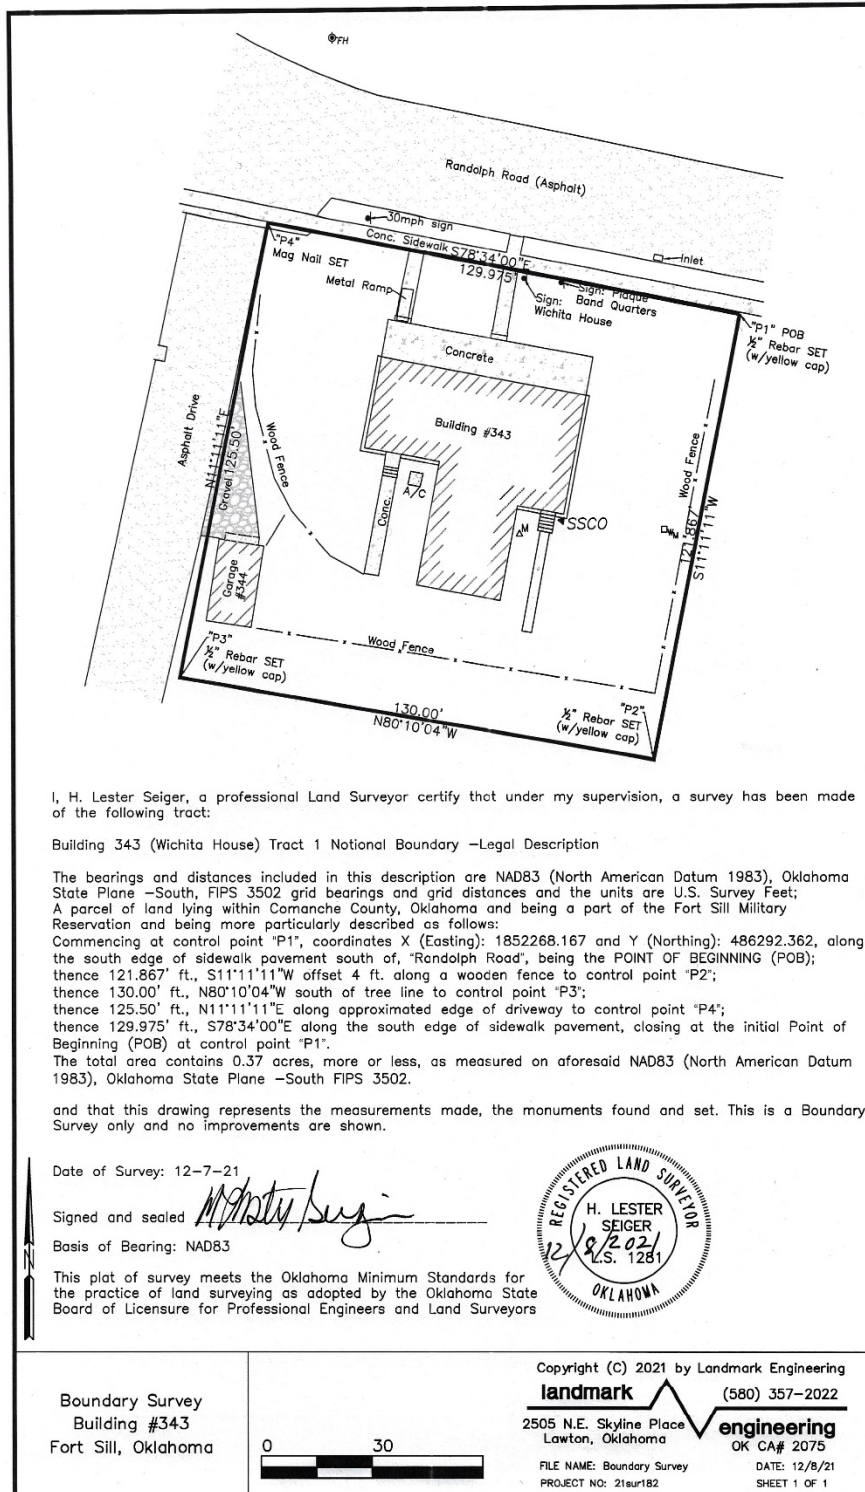 FH
Randolph Road (Asphalt)
30mph sign
Conc. Sidewalk
S78°34'00"E
129.975'
Inlet
"P4"
Mag Nail SET
Metal Ramp
Sign: Plaque
Band Quarters
Sign:
Wichita House
"P1" POB
½" Rebar SET
(w/yellow cap)
Concrete
Building #343
Asphalt Drive
N11°11'11"E
125.50'
Gravel
Wood Fence
Wood Fence
121.867'
S11°11'11"W
A/C
Conc.
M
SSCO
WM
Garage
#344
Wood Fence
"P3"
½" Rebar SET
(w/yellow cap)
"P2"
½" Rebar SET
(w/yellow cap)
130.00'
N80°10'04"W
I, H. Lester Seiger, a professional Land Surveyor certify that under my supervision, a survey has been made
of the following tract:
Building 343 (Wichita House) Tract 1 Notional Boundary –Legal Description
The bearings and distances included in this description are NAD83 (North American Datum 1983), Oklahoma
State Plane –South, FIPS 3502 grid bearings and grid distances and the units are U.S. Survey Feet;
A parcel of land lying within Comanche County, Oklahoma and being a part of the Fort Sill Military
Reservation and being more particularly described as follows:
Commencing at control point "P1", coordinates X (Easting): 1852268.167 and Y (Northing): 486292.362, along
the south edge of sidewalk pavement south of, "Randolph Road", being the POINT OF BEGINNING (POB);
thence 121.867' ft., S11°11'11"W offset 4 ft. along a wooden fence to control point "P2";
thence 130.00' ft., N80°10'04"W south of tree line to control point "P3";
thence 125.50' ft., N11°11'11"E along approximated edge of driveway to control point "P4";
thence 129.975' ft., S78°34'00"E along the south edge of sidewalk pavement, closing at the initial Point of
Beginning (POB) at control point "P1".
The total area contains 0.37 acres, more or less, as measured on aforesaid NAD83 (North American Datum
1983), Oklahoma State Plane –South FIPS 3502.
and that this drawing represents the measurements made, the monuments found and set. This is a Boundary
Survey only and no improvements are shown.
Date of Survey: 12-7-21
Signed and sealed
Basis of Bearing: NAD83
This plat of survey meets the Oklahoma Minimum Standards for
the practice of land surveying as adopted by the Oklahoma State
Board of Licensure for Professional Engineers and Land Surveyors
N
REGISTERED LAND SURVEYOR
H. LESTER
SEIGER
12/8/2021
L.S. 1281
OKLAHOMA
Boundary Survey
Building #343
Fort Sill, Oklahoma
0 30
Copyright (C) 2021 by Landmark Engineering
landmark (580) 357-2022
2505 N.E. Skyline Place
Lawton, Oklahoma
engineering
OK CA# 2075
FILE NAME: Boundary Survey DATE: 12/8/21
PROJECT NO: 21sur182 SHEET 1 OF 1